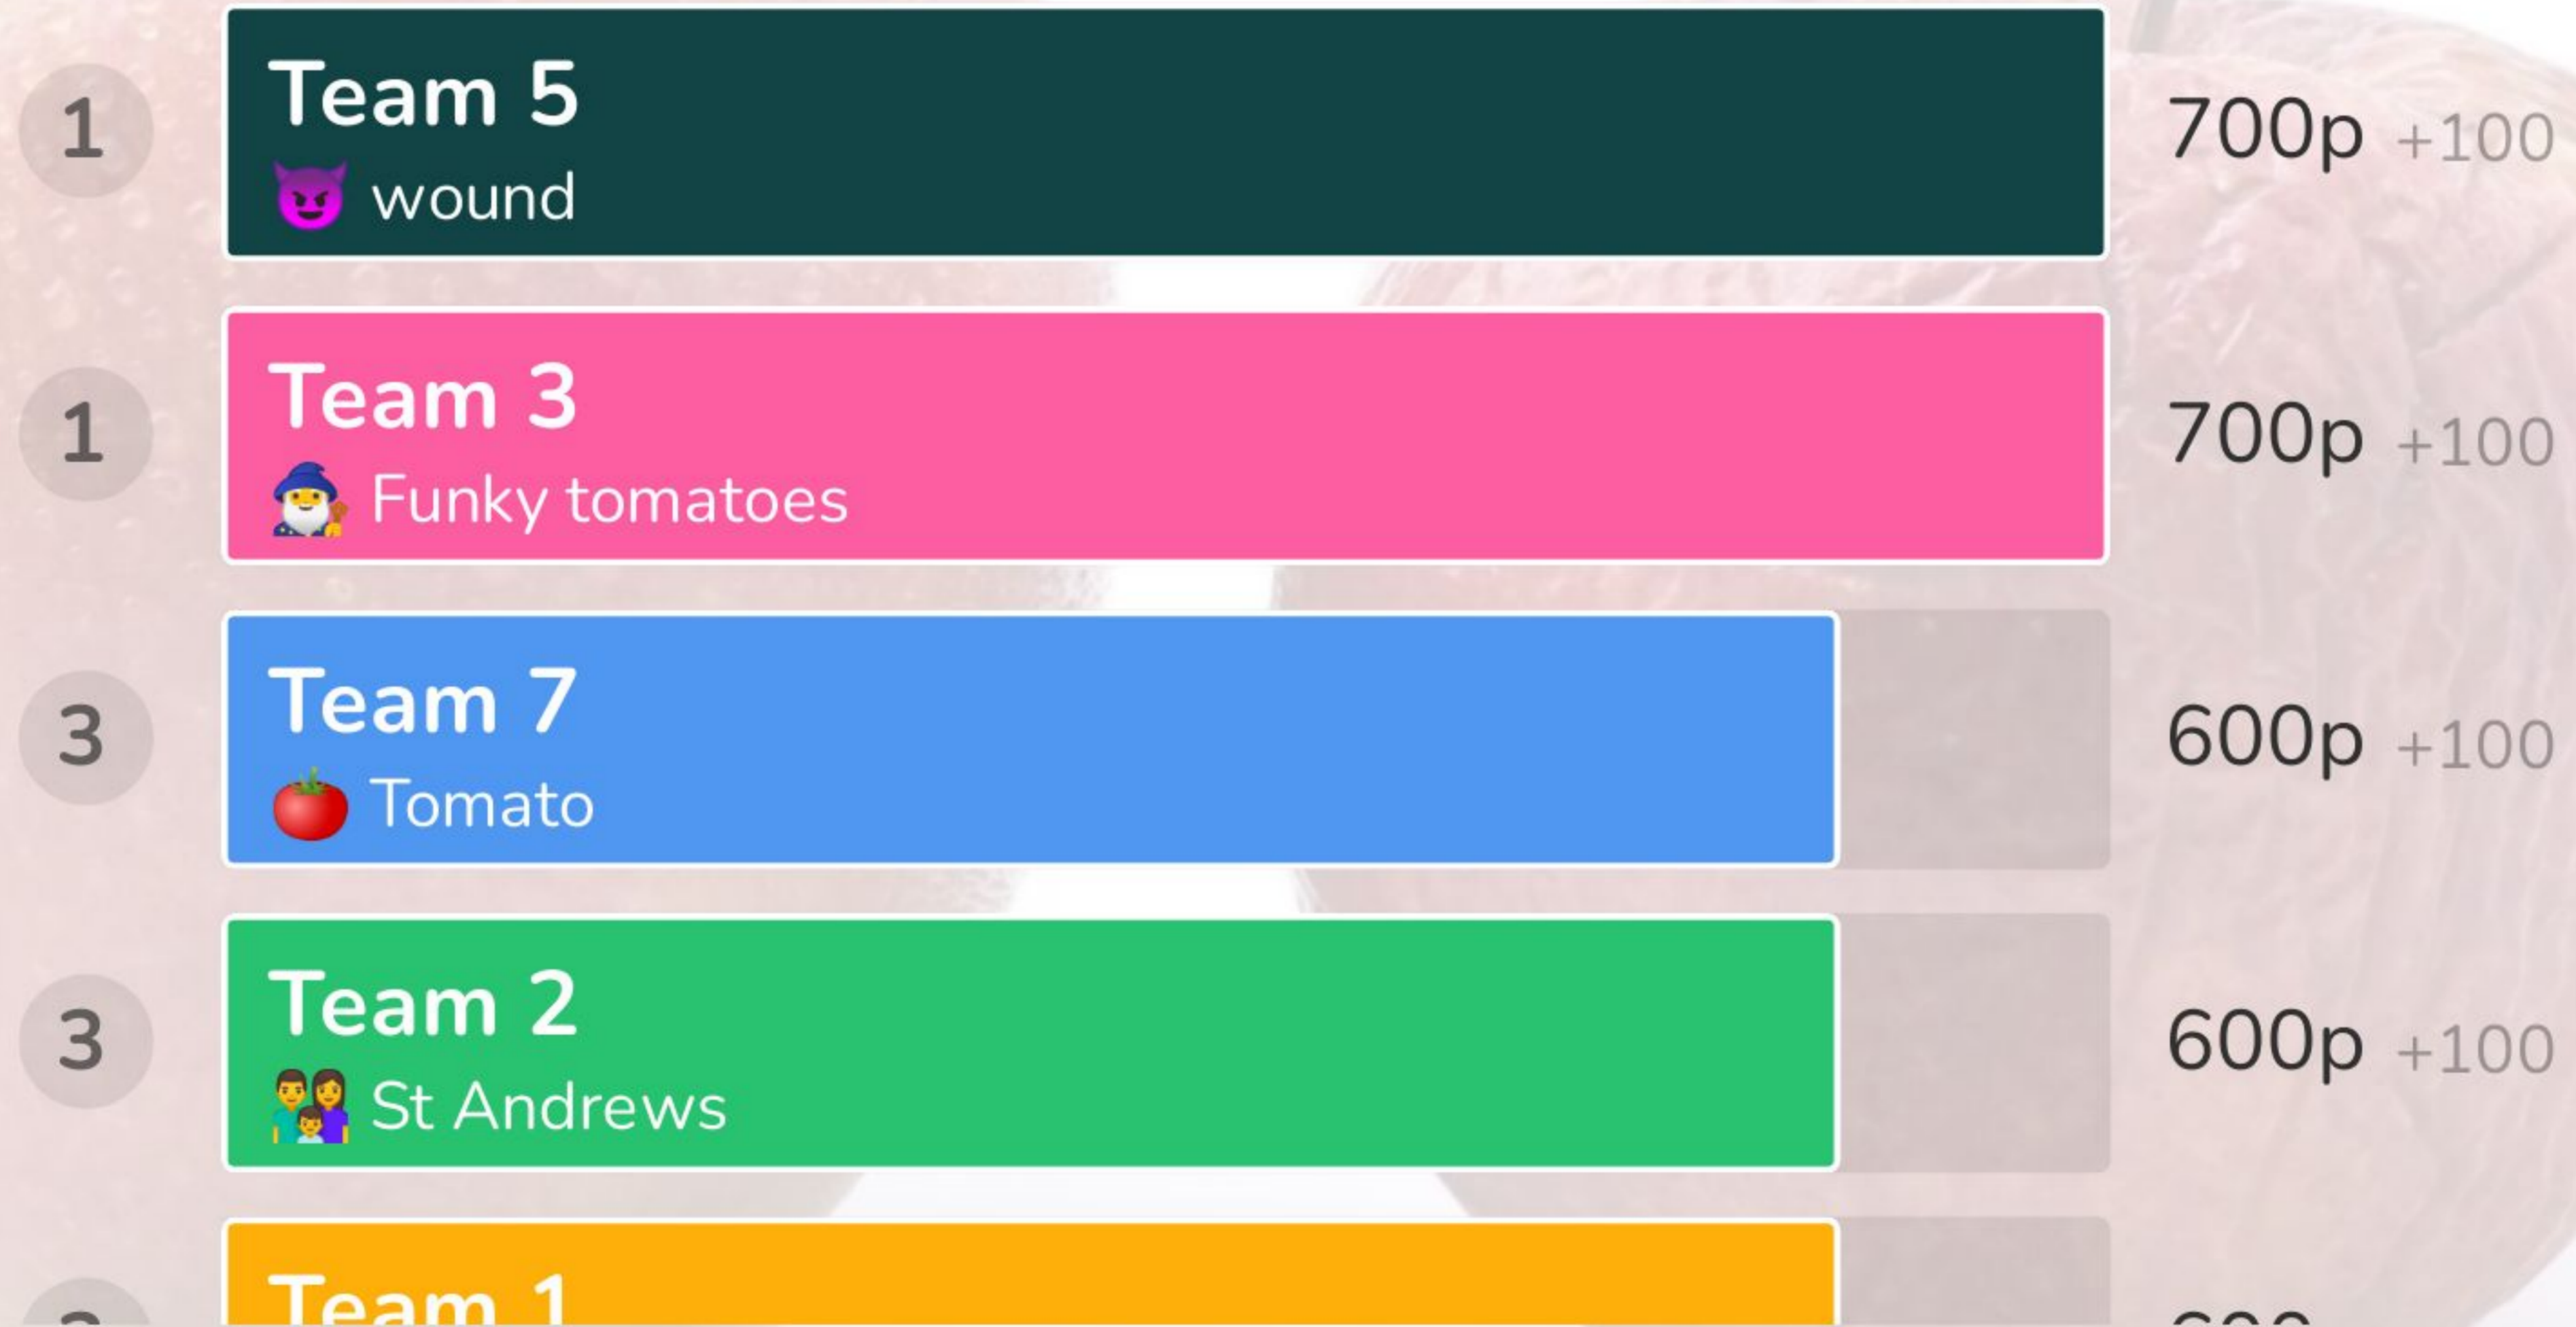 1
Team 5
wound
700p +100
1
Team 3
Funky tomatoes
700p +100
3
Team 7
Tomato
600p +100
3
Team 2
St Andrews
600p +100
Team 1